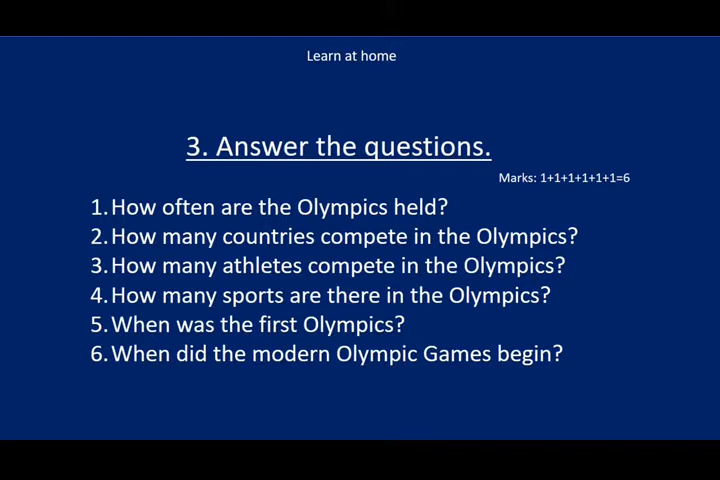 Learn at home
3. Answer the questions.
Marks: 1+1+1+1+1+1=6
1. How often are the Olympics held?
2. How many countries compete in the Olympics?
3. How many athletes compete in the Olympics?
4. How many sports are there in the Olympics?
5. When was the first Olympics?
6. When did the modern Olympic Games begin?